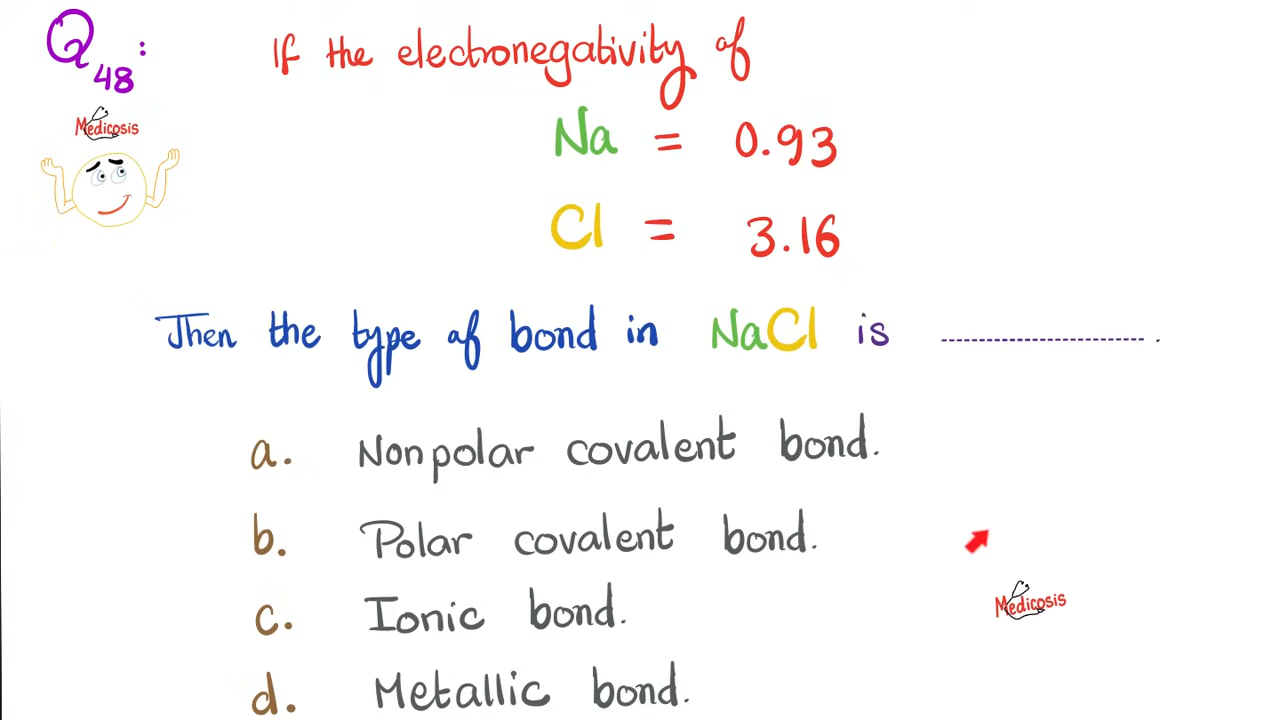 Q48:
If the electronegativity of
Medicosis
Na = 0.93
Cl = 3.16
Then the type of bond in NaCl is ........................ .
a. Nonpolar covalent bond.
b. Polar covalent bond.
c. Ionic bond.
Medicosis
d. Metallic bond.